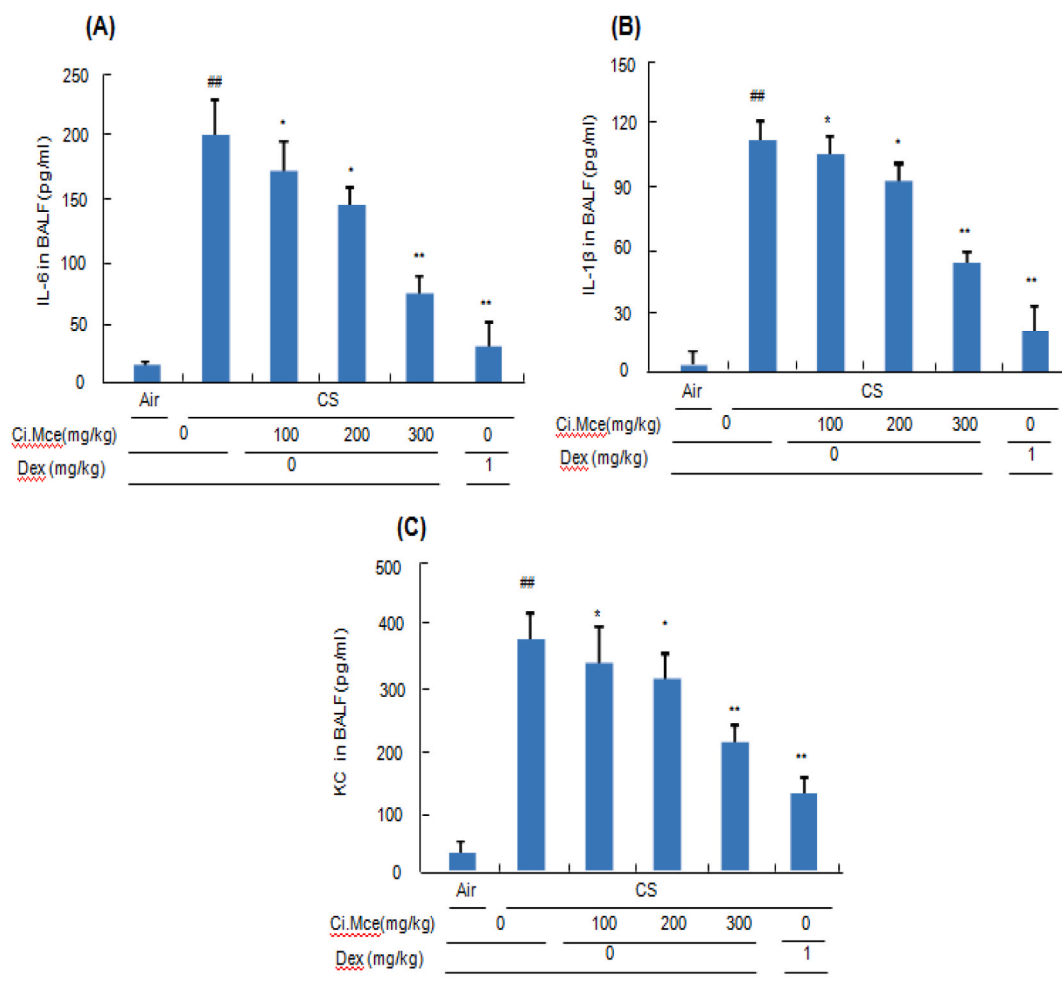 (A)
IL-6 in BALF(pg/ml)
250
200
150
100
50
0
##
*
*
**
**
Air CS
Ci.Mce(mg/kg) 0 100 200 300 0
Dex (mg/kg) 0 1
(B)
IL-1β in BALF(pg/ml)
150
120
90
60
30
0
##
*
*
**
**
Air CS
Ci.Mce(mg/kg) 0 100 200 300 0
Dex (mg/kg) 0 1
(C)
KC in BALF(pg/ml)
500
400
300
200
100
0
##
*
*
**
**
Air CS
Ci.Mce(mg/kg) 0 100 200 300 0
Dex (mg/kg) 0 1